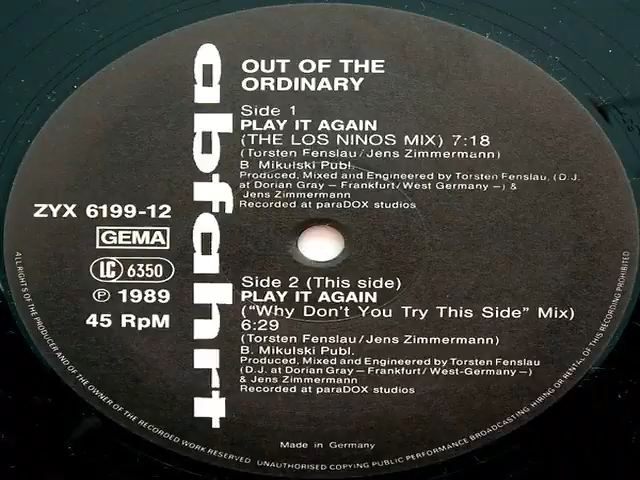 abfahrt
OUT OF THE
ORDINARY
Side 1
PLAY IT AGAIN
(THE LOS NINOS MIX) 7:18
(Torsten Fenslau/Jens Zimmermann)
B. Mikulski Publ.
Produced, Mixed and Engineered by Torsten Fenslau, (D.J.
at Dorian Gray – Frankfurt/West Germany –) &
Jens Zimmermann
Recorded at paraDOX studios
ZYX 6199-12
GEMA
LC 6350
℗ 1989
45 RpM
Side 2 (This side)
PLAY IT AGAIN
("Why Don't You Try This Side" Mix)
6:29
(Torsten Fenslau/Jens Zimmermann)
B. Mikulski Publ.
Produced, Mixed and Engineered by Torsten Fenslau
(D.J. at Dorian Gray – Frankfurt/West-Germany –)
& Jens Zimmermann
Recorded at paraDOX studios
Made in Germany
ALL RIGHTS OF THE PRODUCER AND OF THE OWNER OF THE RECORDED WORK RESERVED UNAUTHORISED COPYING PUBLIC PERFORMANCE BROADCASTING HIRING OR RENTAL OF THIS RECORDING PROHIBITED